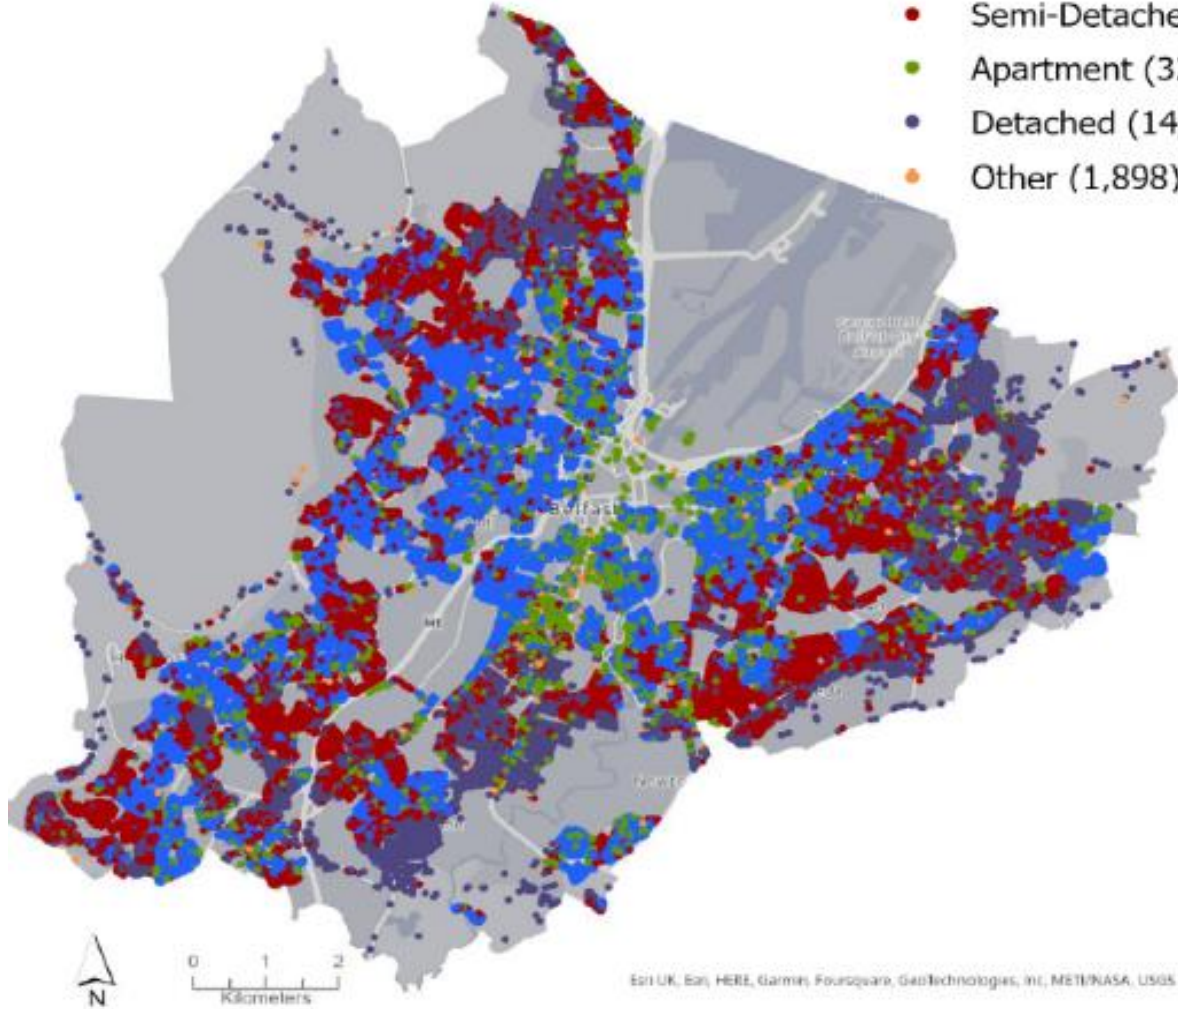 Semi-Detache
Apartment (3
Detached (14
Other (1,898)
Belfast
M1
0 1 2
Kilometers
N
Esri UK, Esri, HERE, Garmin, Foursquare, GeoTechnologies, Inc, METI/NASA, USGS